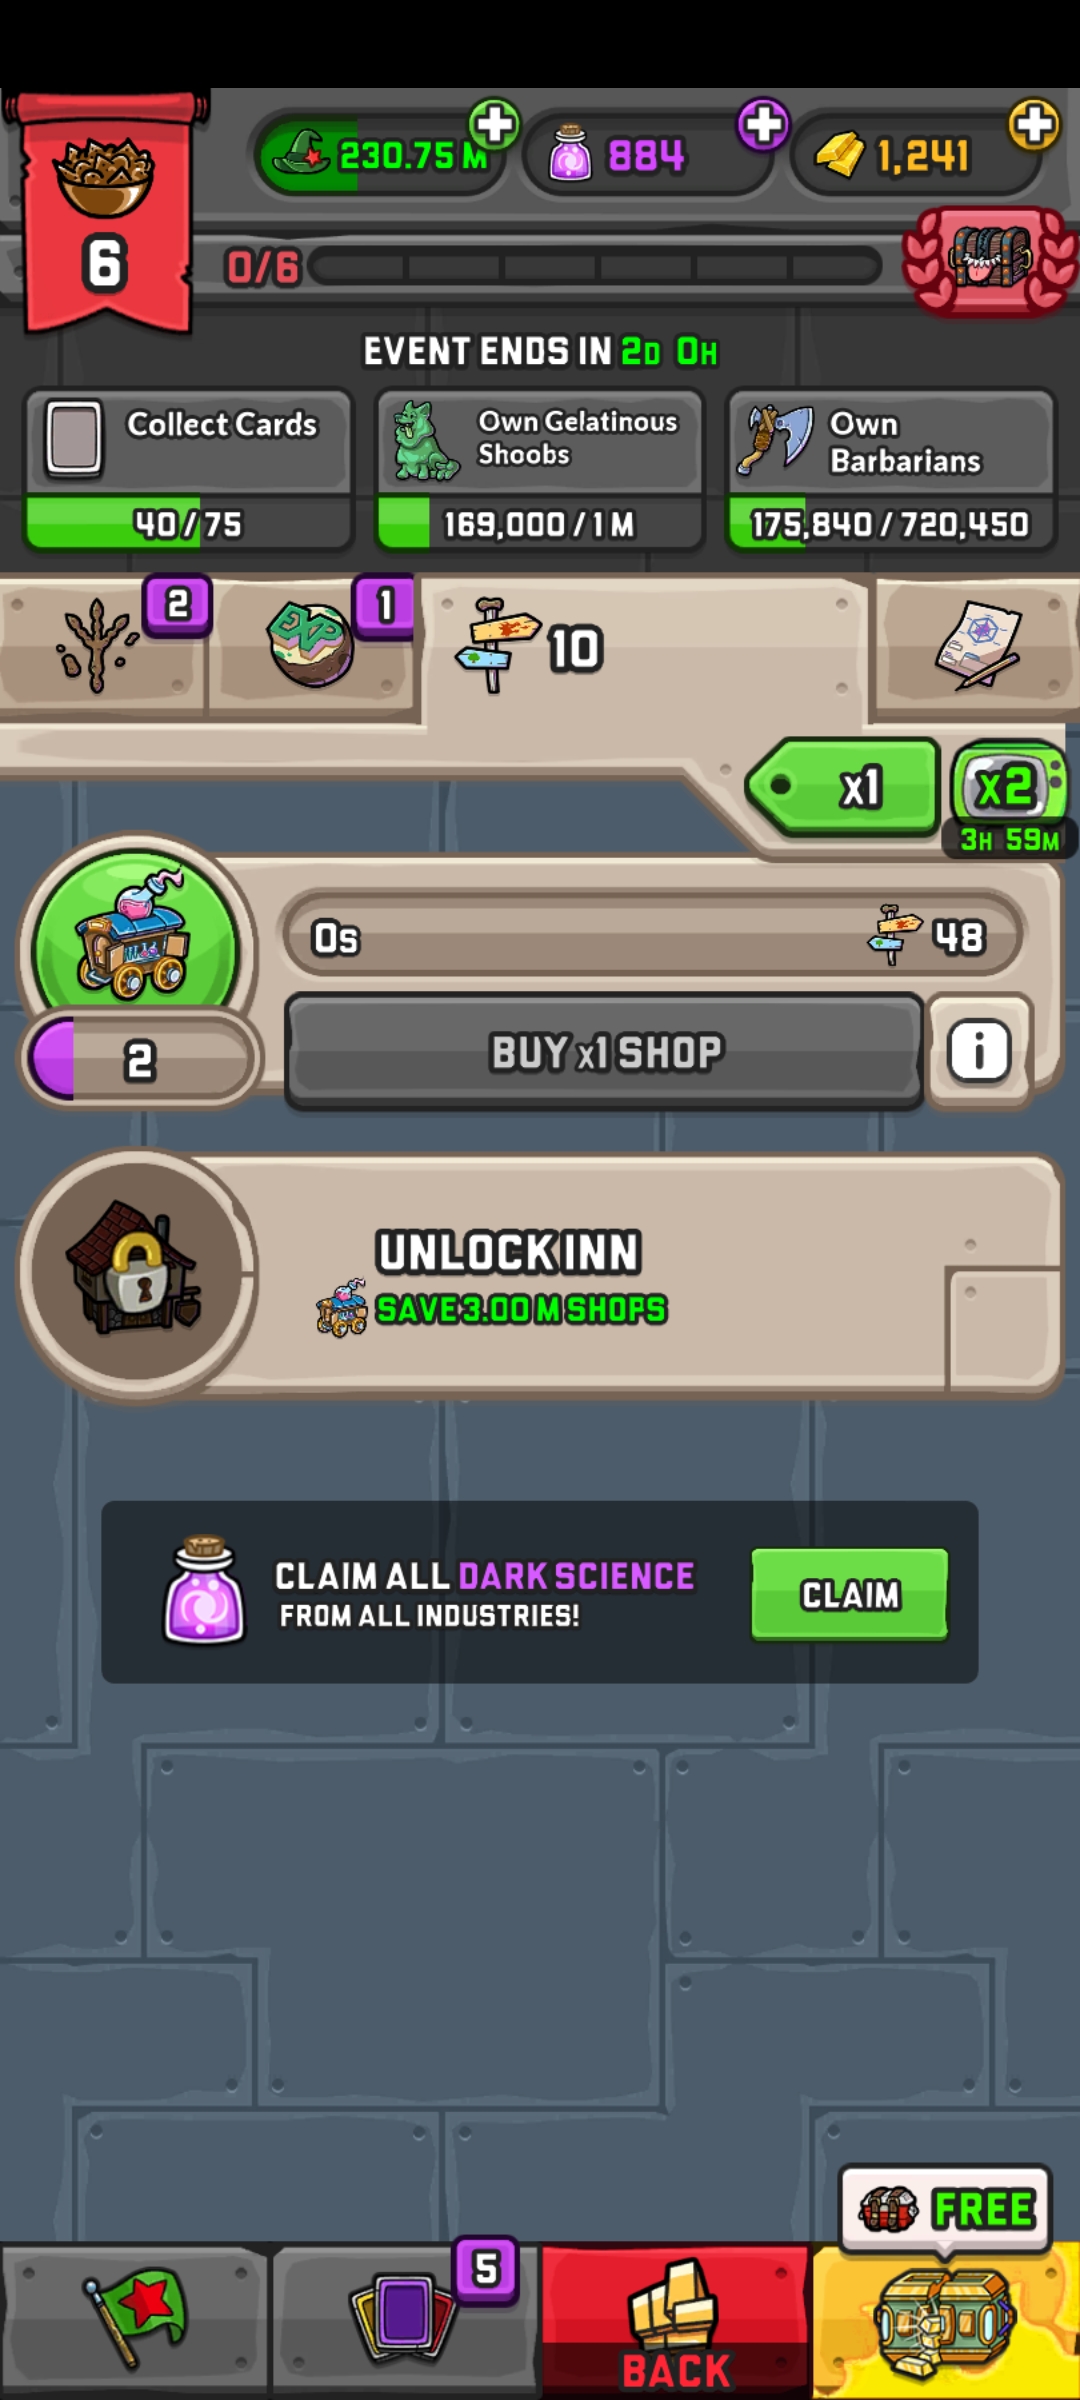 230.75 M
884
1,241
6
0/6
EVENT ENDS IN 2D 0H
Collect Cards
40/75
Own Gelatinous
Shoobs
169,000/1 M
Own
Barbarians
175,840/720,450
2
EXP
1
10
x1
x2
3H 59M
0s
48
2
BUY x1 SHOP
i
UNLOCK INN
SAVE 3.00 M SHOPS
CLAIM ALL DARK SCIENCE
FROM ALL INDUSTRIES!
CLAIM
FREE
5
BACK